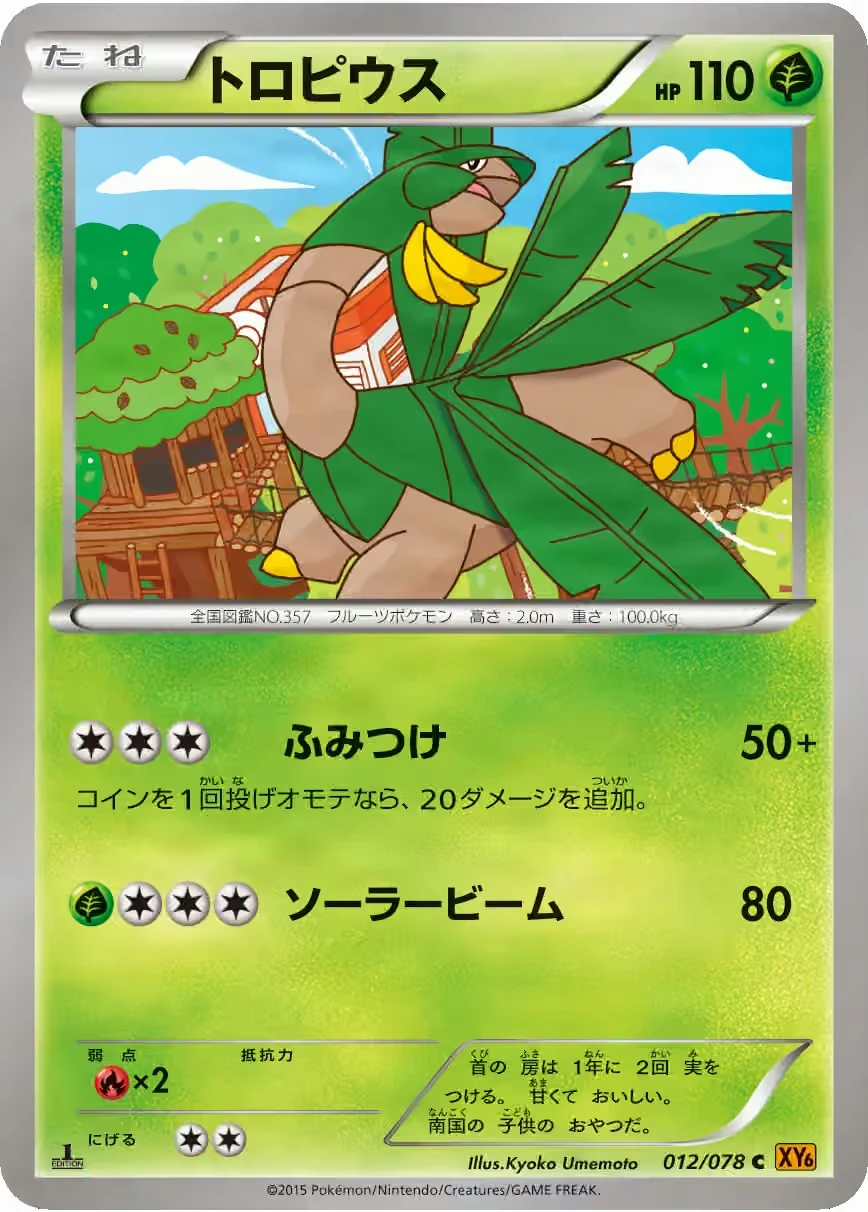 たね トロピウス HP 110
全国図鑑NO.357 フルーツポケモン 高さ:2.0m 重さ:100.0kg
ふみつけ 50+
コインを1回投げオモテなら、20ダメージを追加。
ソーラービーム 80
弱点 抵抗力
×2
にげる
首の 房は 1年に 2回 実を
つける。 甘くて おいしい。
南国の 子供の おやつだ。
1 EDITION
Illus.Kyoko Umemoto 012/078 C XY6
©2015 Pokémon/Nintendo/Creatures/GAME FREAK.